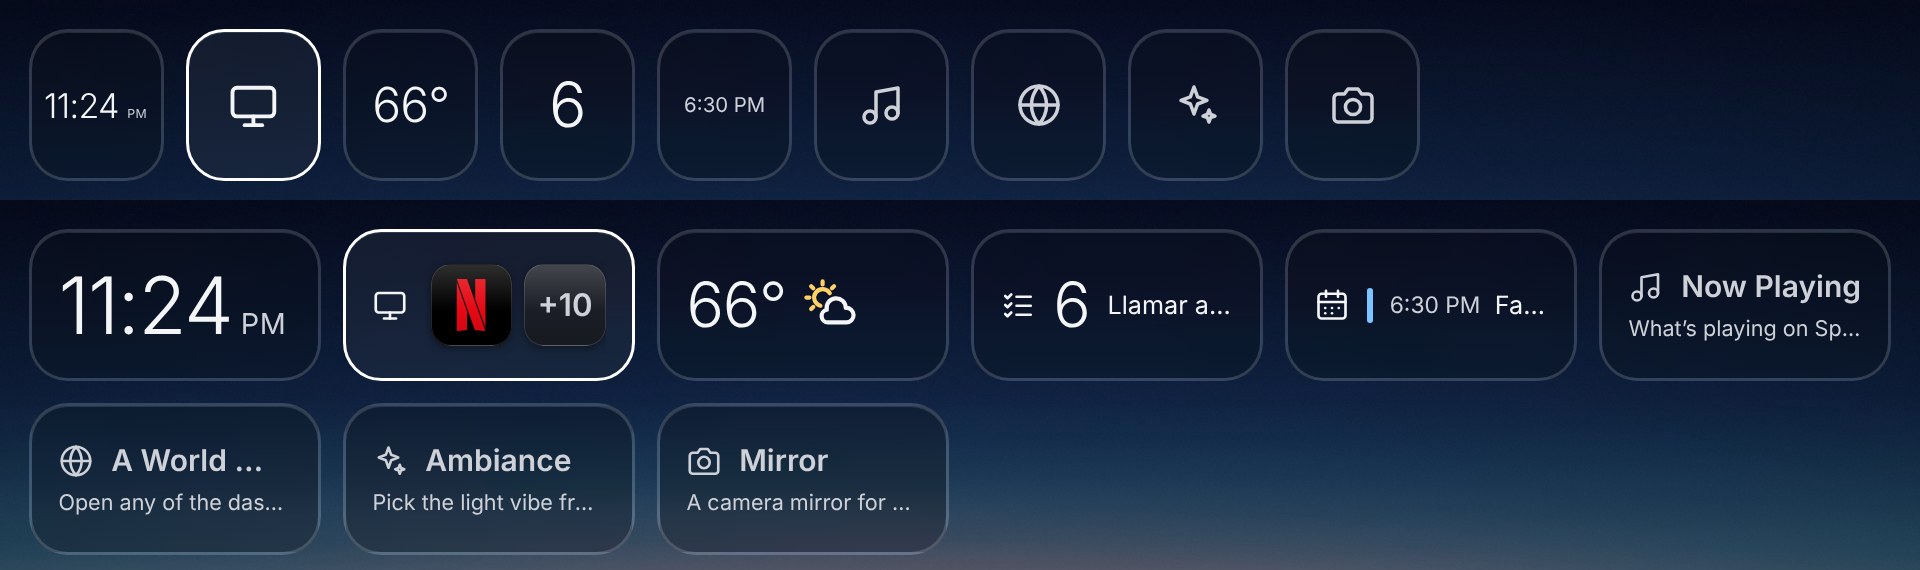 11:24 PM
66°
6
6:30 PM
11:24 PM
N
+10
66°
6 Llamar a...
6:30 PM Fa...
Now Playing
What's playing on Sp...
A World ...
Open any of the das...
Ambiance
Pick the light vibe fr...
Mirror
A camera mirror for ...